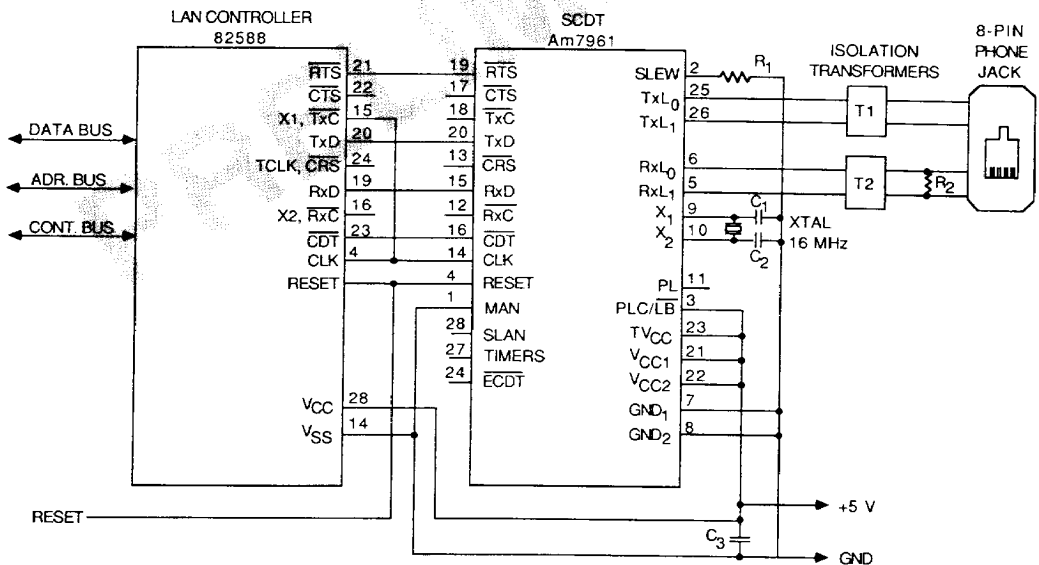 LAN CONTROLLER
82588
SCDT
Am7961
ISOLATION
TRANSFORMERS
8-PIN
PHONE
JACK
DATA BUS
ADR. BUS
CONT. BUS
RTS 21
CTS 22
X1, TxC 15
TxD 20
TCLK, CRS 24
RxD 19
X2, RxC 16
CDT 23
CLK 4
RESET
VCC 28
VSS 14
19 RTS
17 CTS
18 TxC
20 TxD
13 CRS
15 RxD
12 RxC
16 CDT
14 CLK
4 RESET
1 MAN
28 SLAN
27 TIMERS
24 ECDT
SLEW 2
TxL0 25
TxL1 26
RxL0 6
RxL1 5
X1 9
X2 10
PL 11
PLC/LB 3
TVCC 23
VCC1 21
VCC2 22
GND1 7
GND2 8
R1
T1
T2
R2
C1
C2
XTAL
16 MHz
RESET
+5 V
C3
GND